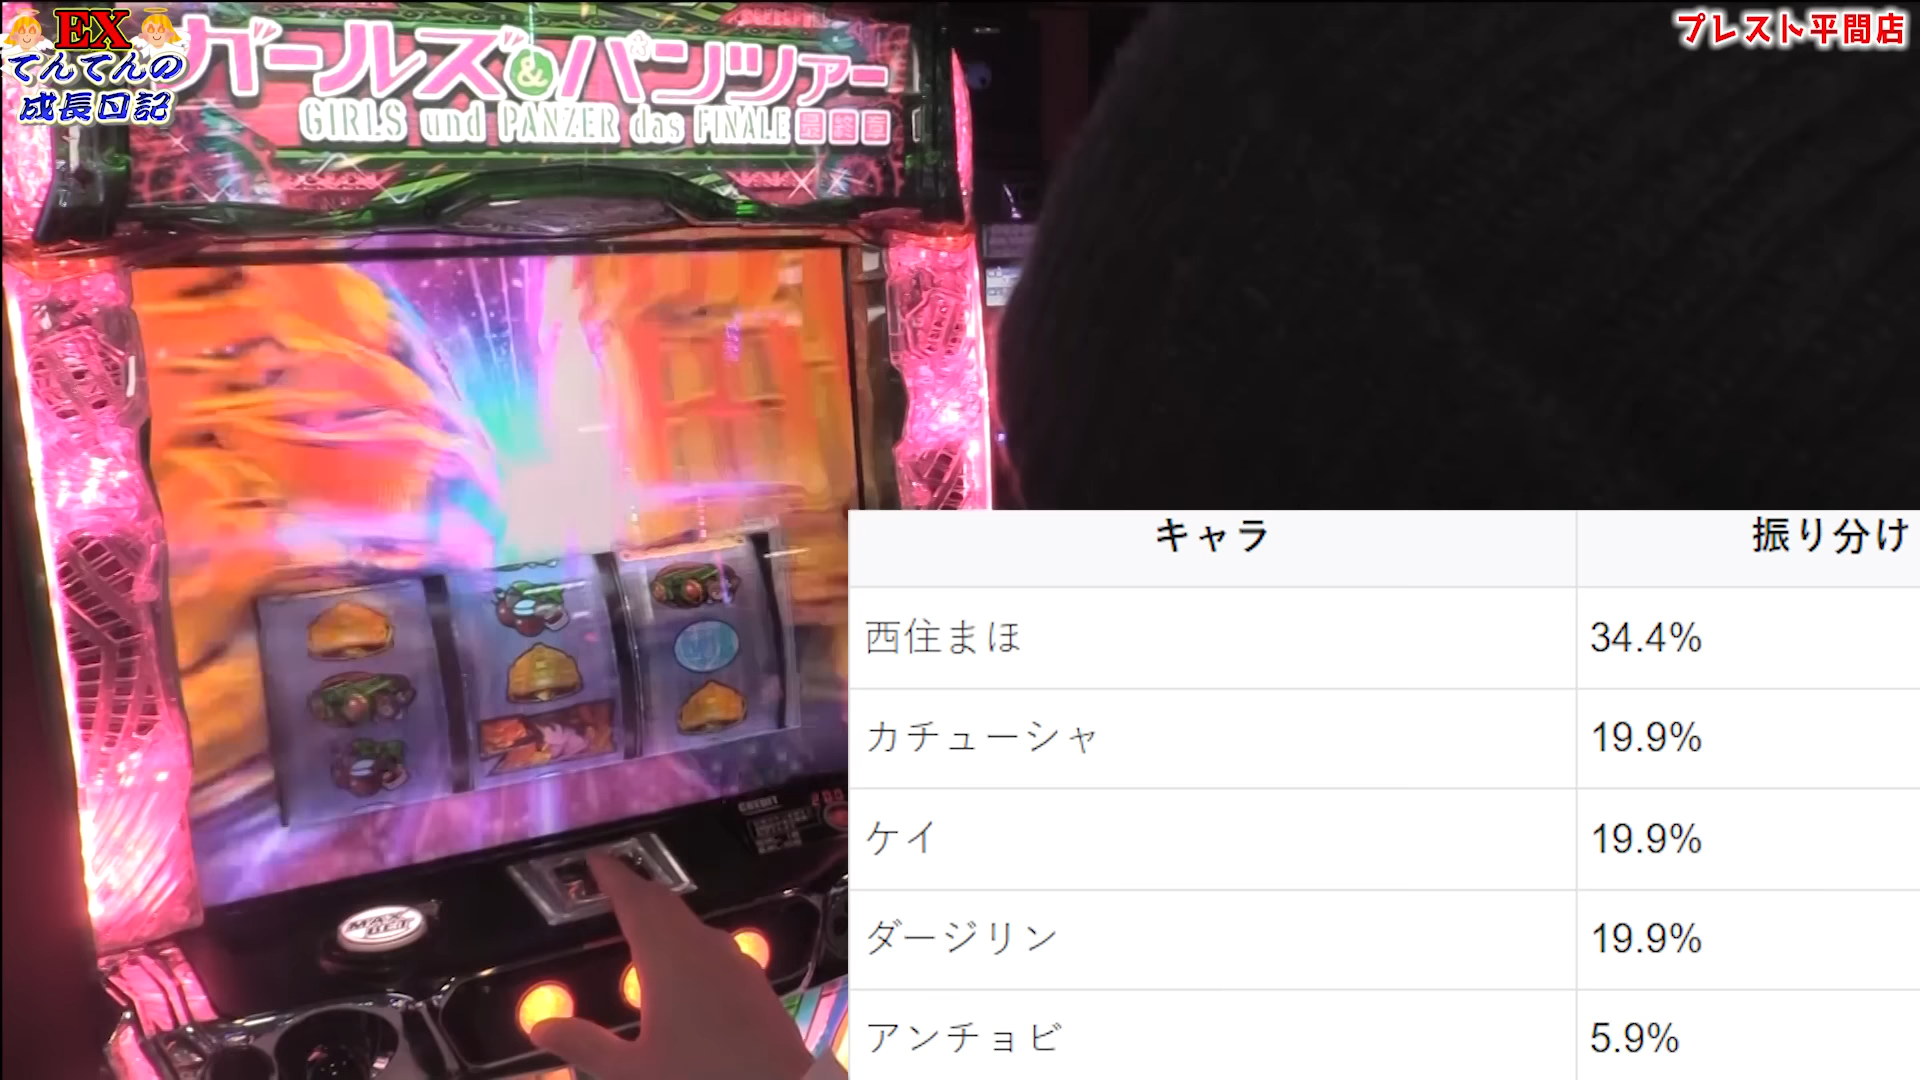 EX
てんてんの
成長日記
プレスト平間店
ガールズ&パンツァー
GIRLS und PANZER das FINALE 最終章
CREDIT
MAX
BET
キャラ 振り分け
西住まほ 34.4%
カチューシャ 19.9%
ケイ 19.9%
ダージリン 19.9%
アンチョビ 5.9%